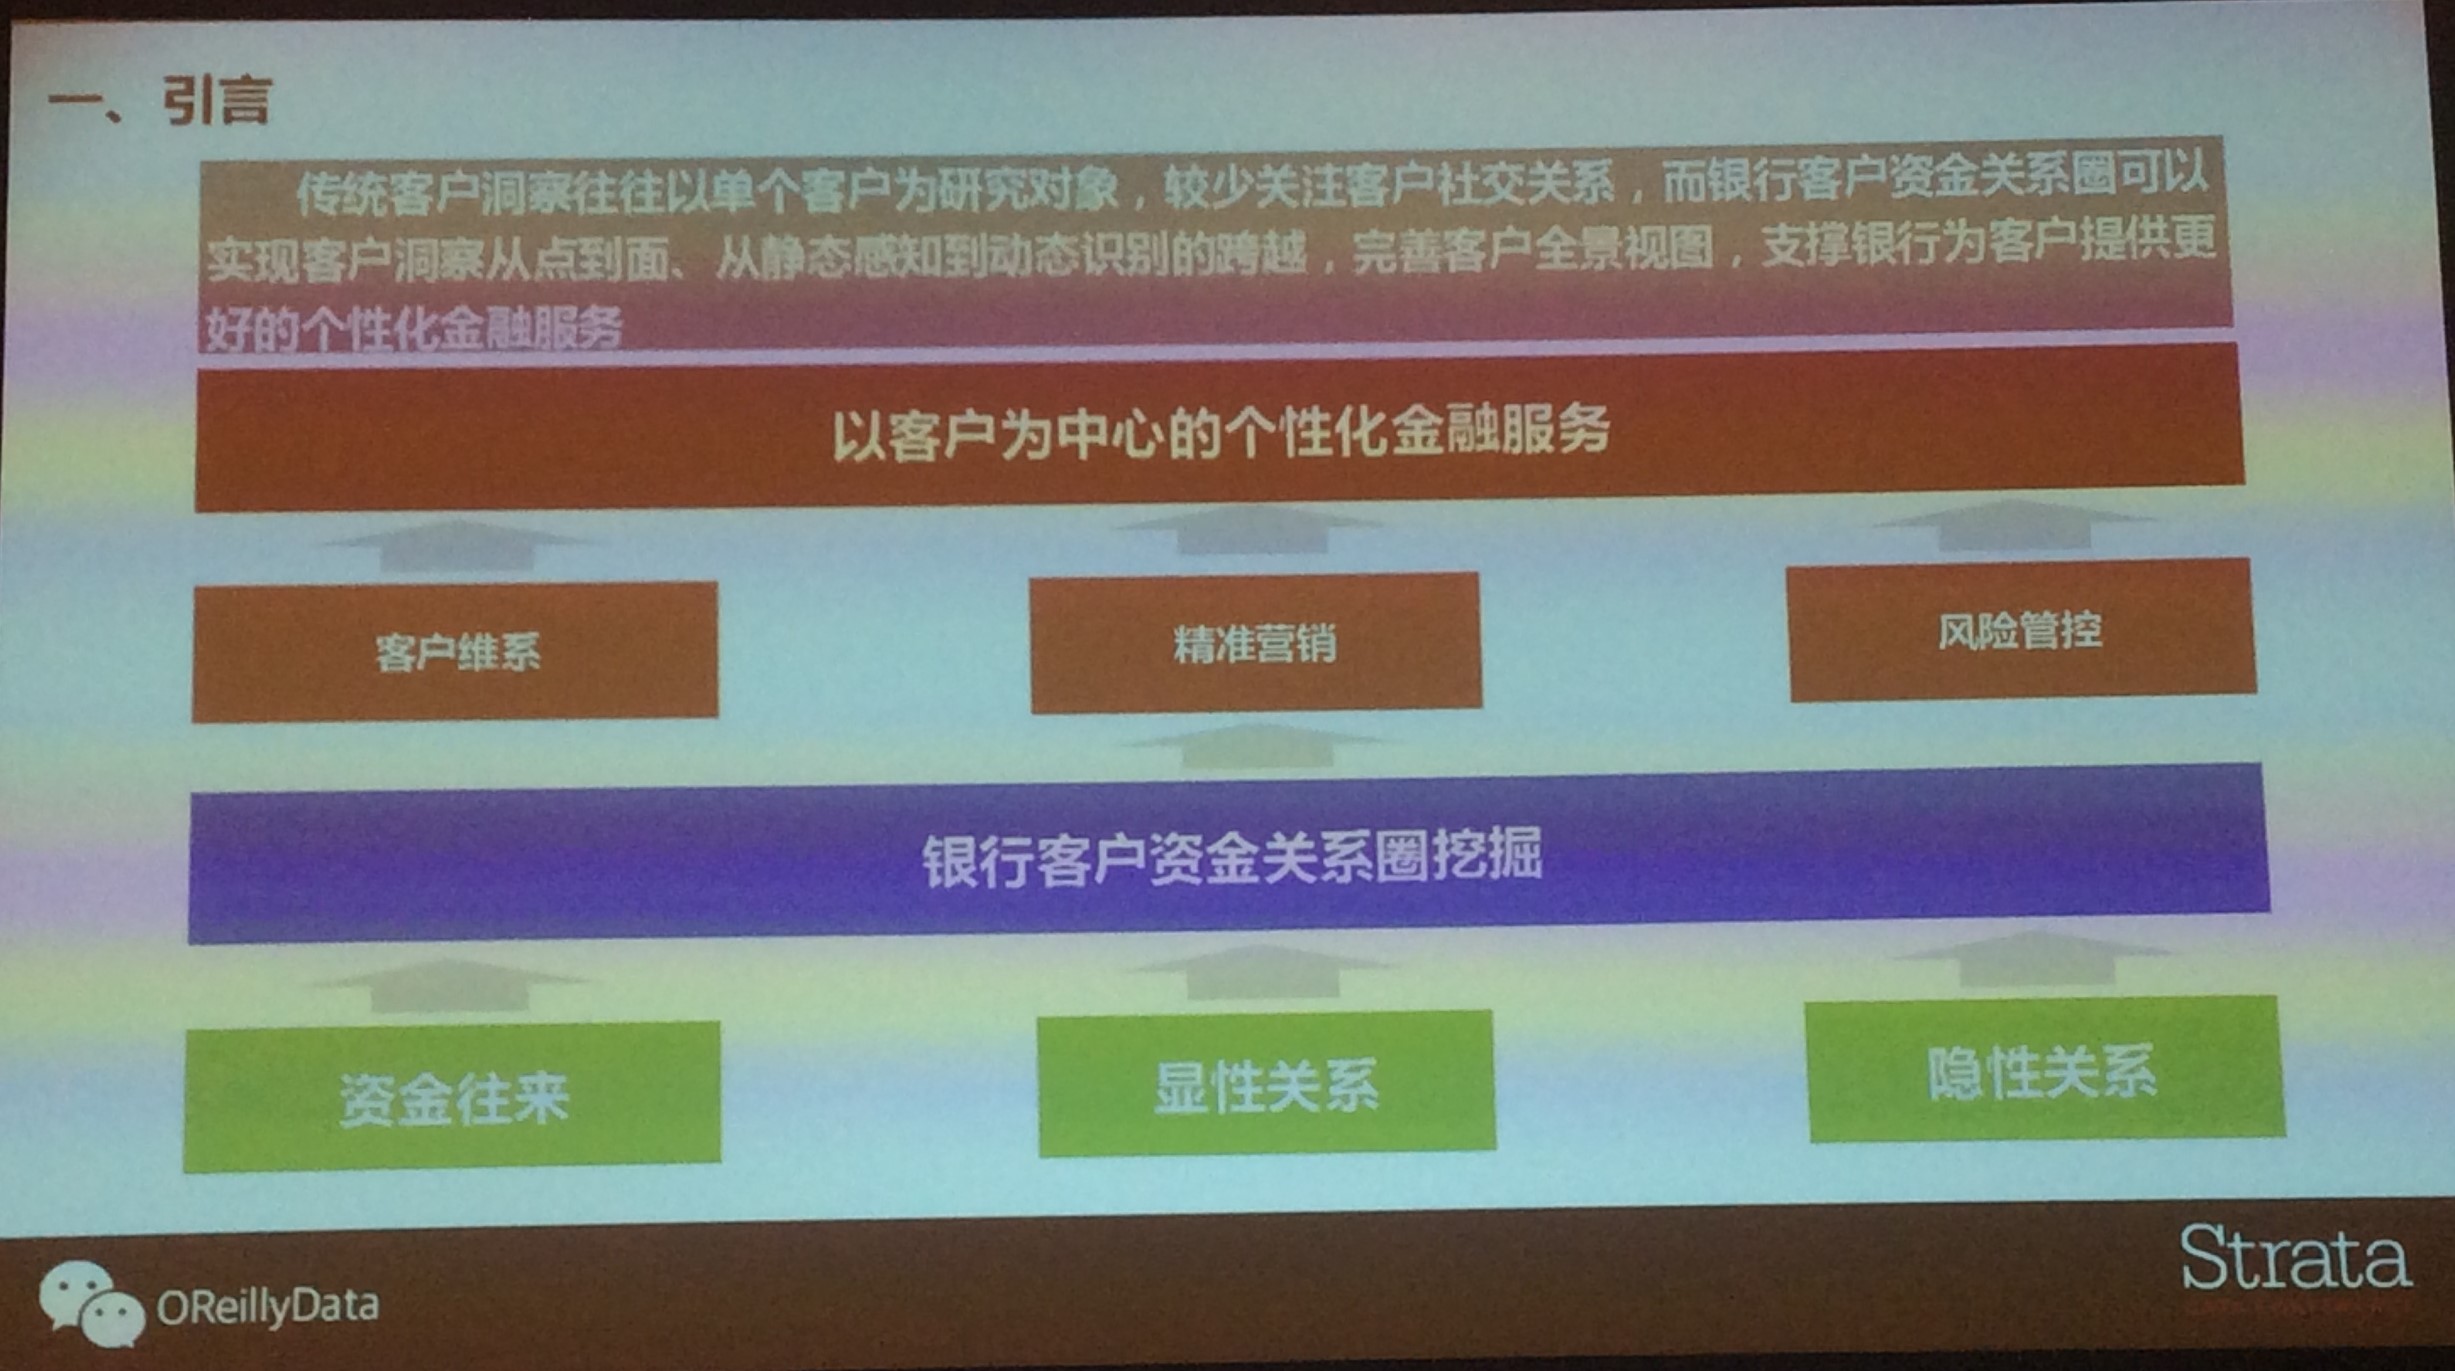 一、引言
传统客户洞察往往以单个客户为研究对象，较少关注客户社交关系，而银行客户资金关系圈可以
实现客户洞察从点到面、从静态感知到动态识别的跨越，完善客户全景视图，支撑银行为客户提供更
好的个性化金融服务
以客户为中心的个性化金融服务
客户维系
精准营销
风险管控
银行客户资金关系圈挖掘
资金往来
显性关系
隐性关系
OReillyData
Strata